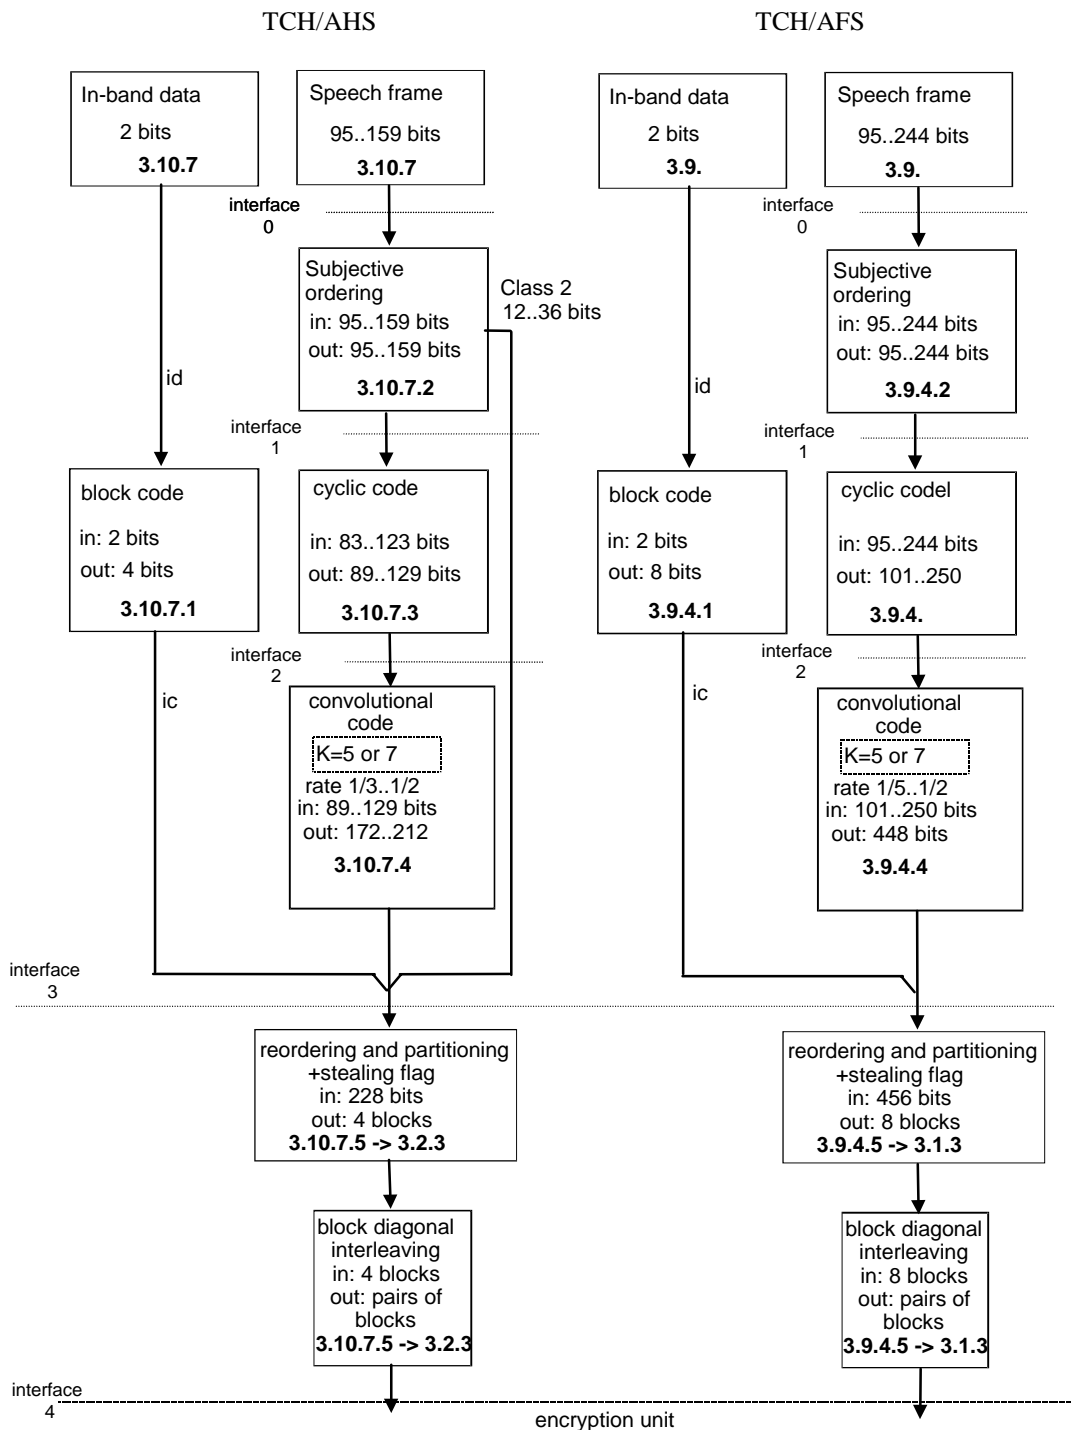 TCH/AHS
In-band data
2 bits
3.10.7
Speech frame
95..159 bits
3.10.7
interface
0
Subjective
ordering
in: 95..159 bits
out: 95..159 bits
3.10.7.2
Class 2
12..36 bits
id
interface
1
block code
in: 2 bits
out: 4 bits
3.10.7.1
cyclic code
in: 83..123 bits
out: 89..129 bits
3.10.7.3
interface
2
ic
convolutional
code
K=5 or 7
rate 1/3..1/2
in: 89..129 bits
out: 172..212
3.10.7.4
interface
3
reordering and partitioning
+stealing flag
in: 228 bits
out: 4 blocks
3.10.7.5 -> 3.2.3
block diagonal
interleaving
in: 4 blocks
out: pairs of
blocks
3.10.7.5 -> 3.2.3
interface
4
TCH/AFS
In-band data
2 bits
3.9.
Speech frame
95..244 bits
3.9.
interface
0
Subjective
ordering
in: 95..244 bits
out: 95..244 bits
3.9.4.2
id
interface
1
block code
in: 2 bits
out: 8 bits
3.9.4.1
cyclic codel
in: 95..244 bits
out: 101..250
3.9.4.
interface
2
ic
convolutional
code
K=5 or 7
rate 1/5..1/2
in: 101..250 bits
out: 448 bits
3.9.4.4
reordering and partitioning
+stealing flag
in: 456 bits
out: 8 blocks
3.9.4.5 -> 3.1.3
block diagonal
interleaving
in: 8 blocks
out: pairs of
blocks
3.9.4.5 -> 3.1.3
encryption unit